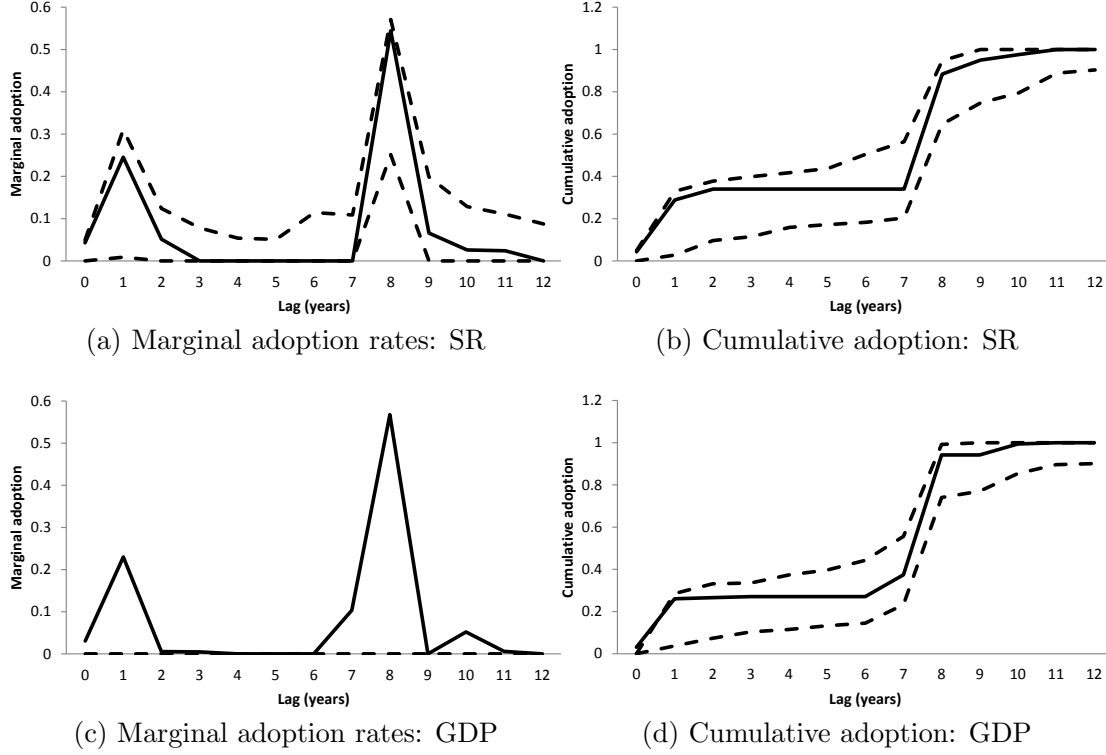 0.6
0.5
0.4
0.3
0.2
0.1
0
Marginal adoption
0 1 2 3 4 5 6 7 8 9 10 11 12
Lag (years)
(a) Marginal adoption rates: SR
1.2
1
0.8
0.6
0.4
0.2
0
Cumulative adoption
0 1 2 3 4 5 6 7 8 9 10 11 12
Lag (years)
(b) Cumulative adoption: SR
0.6
0.5
0.4
0.3
0.2
0.1
0
Marginal adoption
0 1 2 3 4 5 6 7 8 9 10 11 12
Lag (years)
(c) Marginal adoption rates: GDP
1.2
1
0.8
0.6
0.4
0.2
0
Cumulative adoption
0 1 2 3 4 5 6 7 8 9 10 11 12
Lag (years)
(d) Cumulative adoption: GDP